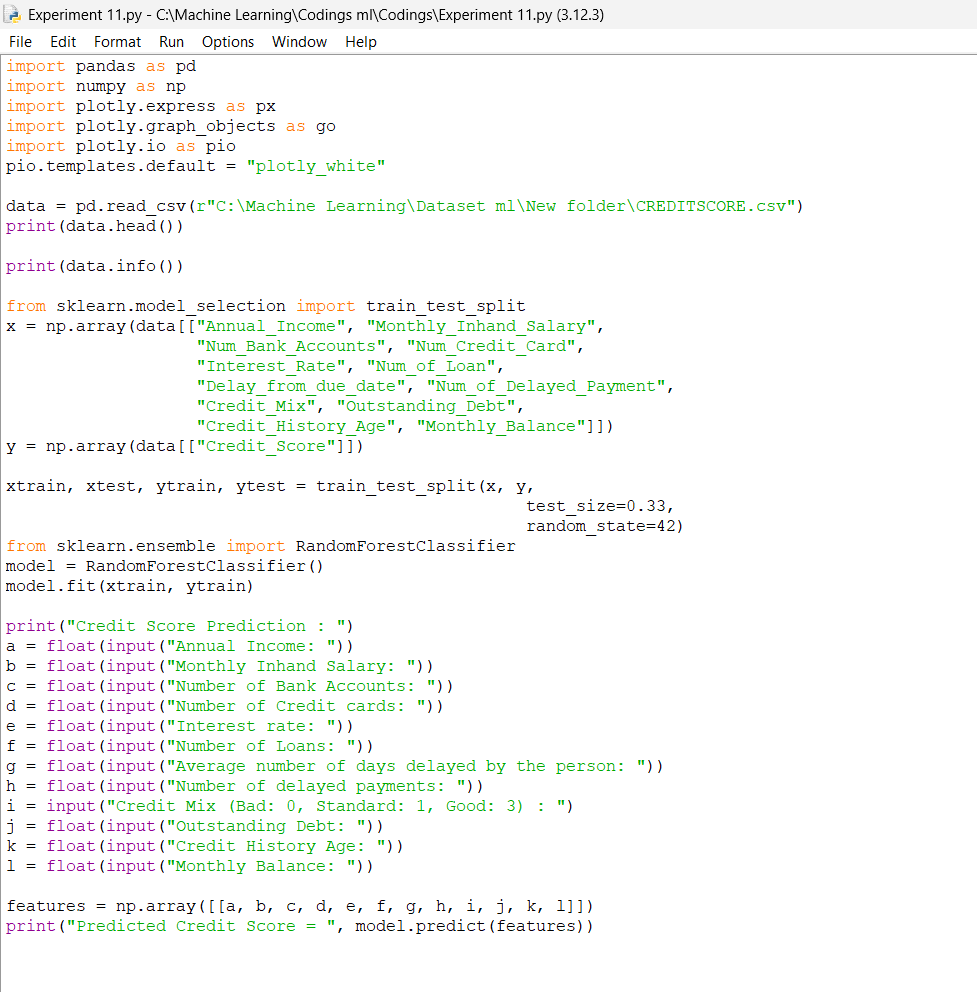 Experiment 11.py - C:\Machine Learning\Codings ml\Codings\Experiment 11.py (3.12.3)
File Edit Format Run Options Window Help
import pandas as pd
import numpy as np
import plotly.express as px
import plotly.graph_objects as go
import plotly.io as pio
pio.templates.default = "plotly_white"

data = pd.read_csv(r"C:\Machine Learning\Dataset ml\New folder\CREDITSCORE.csv")
print(data.head())

print(data.info())

from sklearn.model_selection import train_test_split
x = np.array(data[["Annual_Income", "Monthly_Inhand_Salary",
                   "Num_Bank_Accounts", "Num_Credit_Card",
                   "Interest_Rate", "Num_of_Loan",
                   "Delay_from_due_date", "Num_of_Delayed_Payment",
                   "Credit_Mix", "Outstanding_Debt",
                   "Credit_History_Age", "Monthly_Balance"]])
y = np.array(data[["Credit_Score"]])

xtrain, xtest, ytrain, ytest = train_test_split(x, y,
                                                    test_size=0.33,
                                                    random_state=42)
from sklearn.ensemble import RandomForestClassifier
model = RandomForestClassifier()
model.fit(xtrain, ytrain)

print("Credit Score Prediction : ")
a = float(input("Annual Income: "))
b = float(input("Monthly Inhand Salary: "))
c = float(input("Number of Bank Accounts: "))
d = float(input("Number of Credit cards: "))
e = float(input("Interest rate: "))
f = float(input("Number of Loans: "))
g = float(input("Average number of days delayed by the person: "))
h = float(input("Number of delayed payments: "))
i = input("Credit Mix (Bad: 0, Standard: 1, Good: 3) : ")
j = float(input("Outstanding Debt: "))
k = float(input("Credit History Age: "))
l = float(input("Monthly Balance: "))

features = np.array([[a, b, c, d, e, f, g, h, i, j, k, l]])
print("Predicted Credit Score = ", model.predict(features))